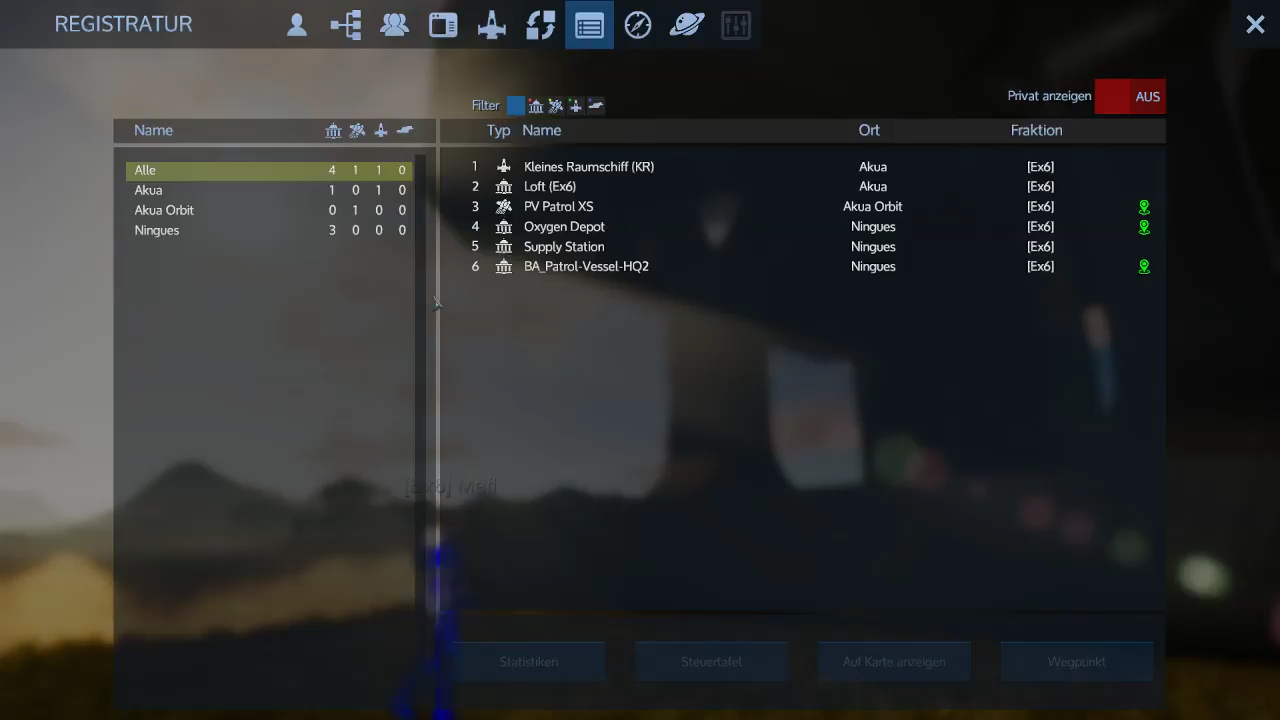 REGISTRATUR
Privat anzeigen AUS
Filter
Name
Typ Name Ort Fraktion
Alle 4 1 1 0
Akua 1 0 1 0
Akua Orbit 0 1 0 0
Ningues 3 0 0 0
1 Kleines Raumschiff (KR) Akua [Ex6]
2 Loft (Ex6) Akua [Ex6]
3 PV Patrol XS Akua Orbit [Ex6]
4 Oxygen Depot Ningues [Ex6]
5 Supply Station Ningues [Ex6]
6 BA_Patrol-Vessel-HQ2 Ningues [Ex6]
[Ex6]
Statistiken Steuertafel Auf Karte anzeigen Wegpunkt